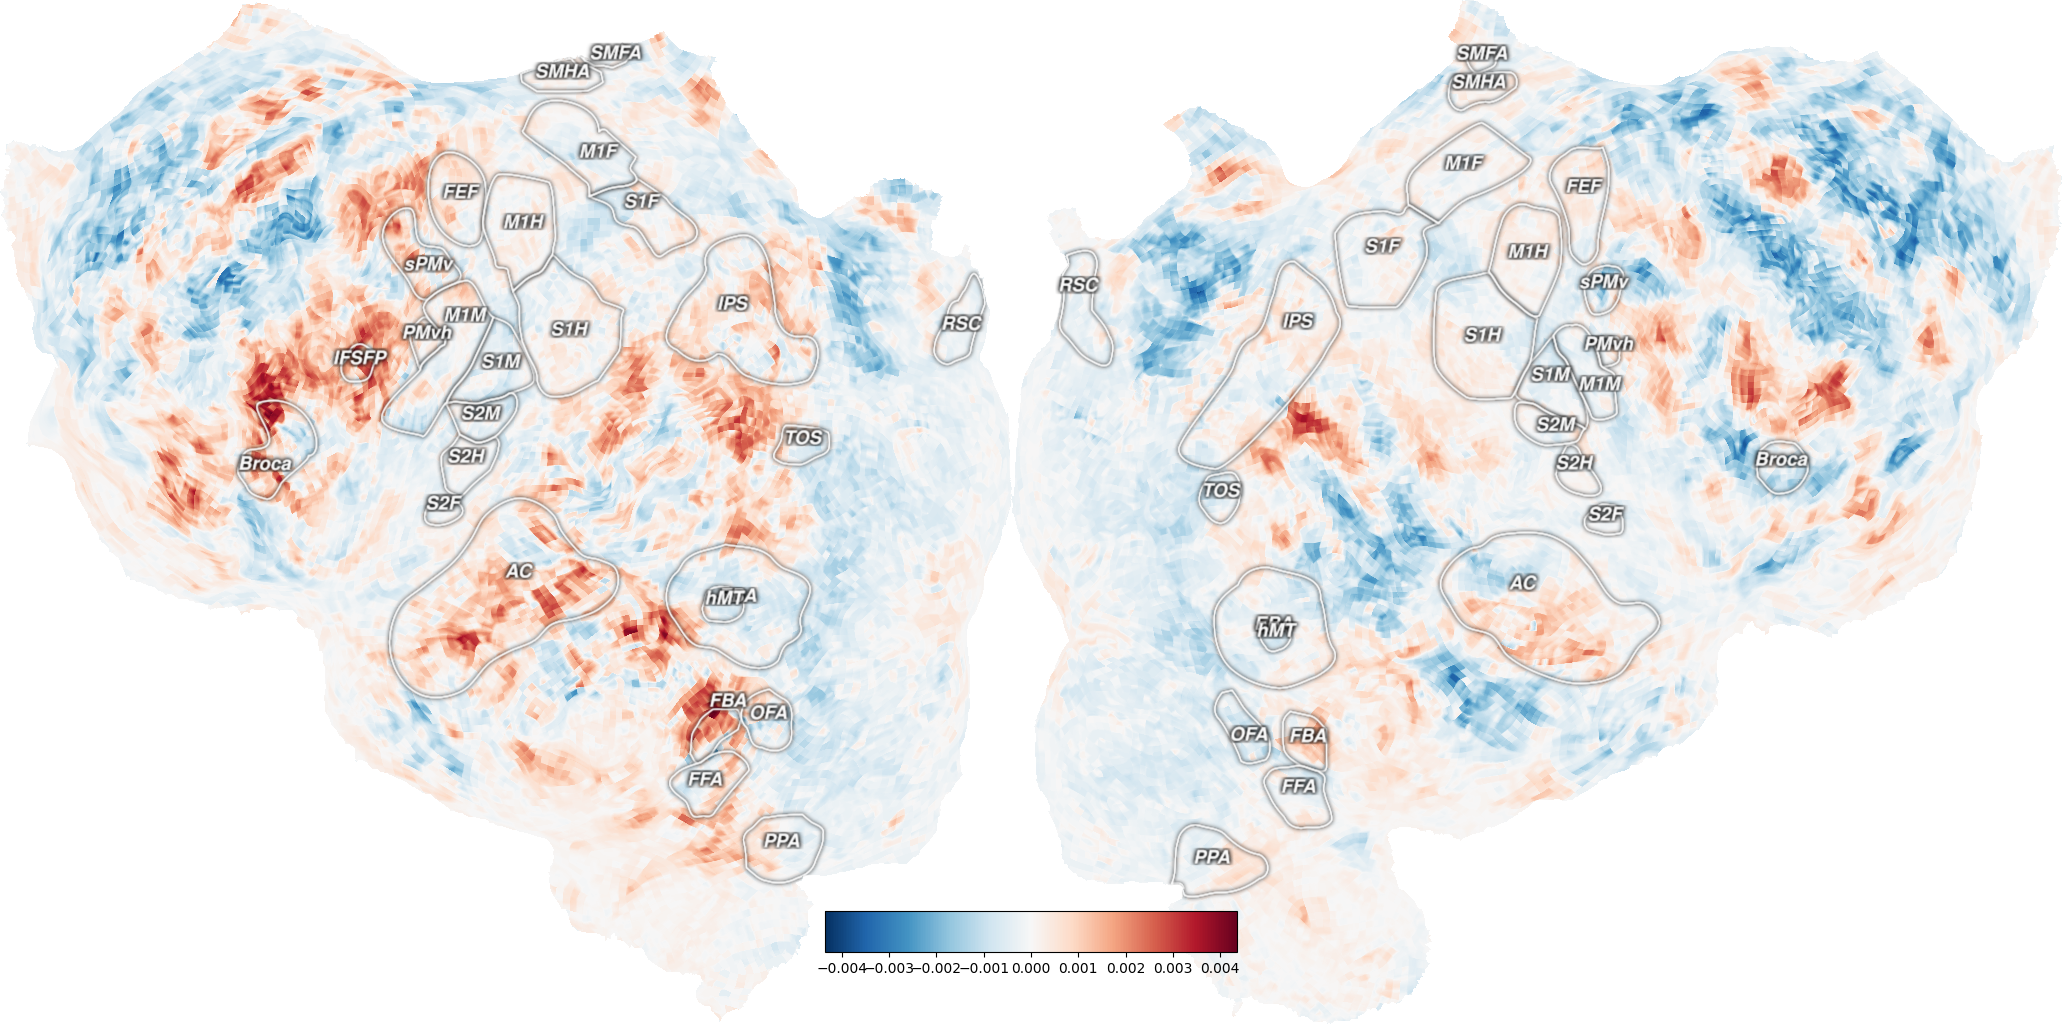 SMFA
SMHA
M1F
FEF
M1H
S1F
sPMv
M1M
PMvh
IFSFP
S1M
S1H
IPS
RSC
S2M
Broca
S2H
TOS
S2F
AC
hMT
FBA
OFA
FFA
PPA
SMFA
SMHA
M1F
FEF
S1F
M1H
RSC
sPMv
IPS
S1H
PMvh
S1M
M1M
S2M
S2H
Broca
TOS
S2F
AC
hMT
OFA
FBA
FFA
PPA
−0.004 −0.003 −0.002 −0.001 0.000 0.001 0.002 0.003 0.004